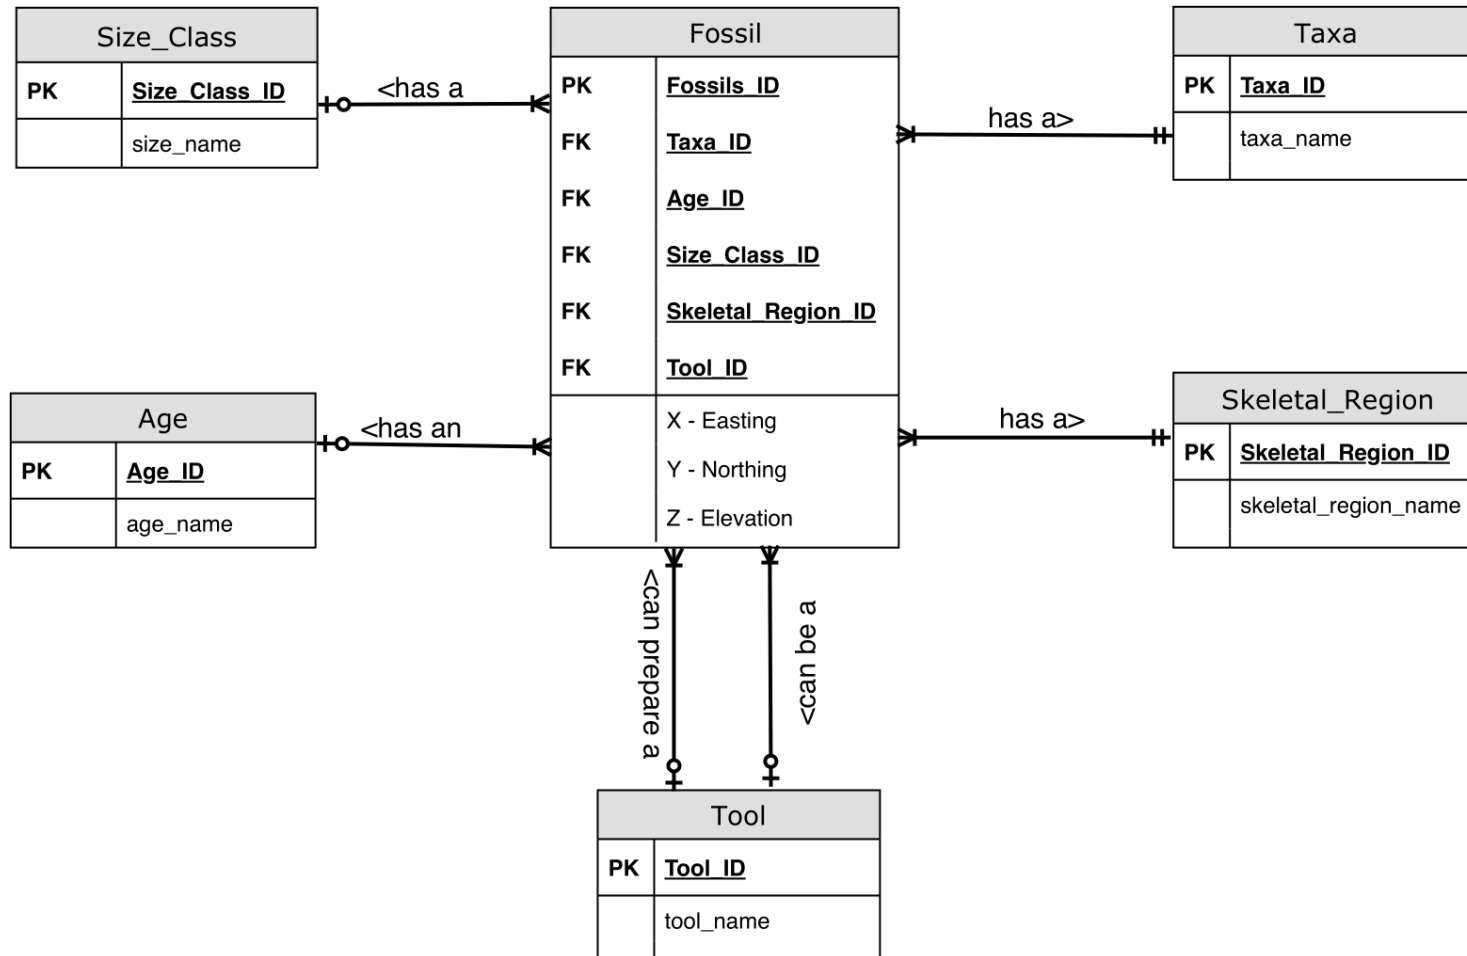 Size_Class
PK Size_Class_ID
size_name
<has a
Fossil
PK Fossils_ID
FK Taxa_ID
FK Age_ID
FK Size_Class_ID
FK Skeletal_Region_ID
FK Tool_ID
X - Easting
Y - Northing
Z - Elevation
has a>
Taxa
PK Taxa_ID
taxa_name
Age
PK Age_ID
age_name
<has an
has a>
Skeletal_Region
PK Skeletal_Region_ID
skeletal_region_name
<can prepare a
<can be a
Tool
PK Tool_ID
tool_name